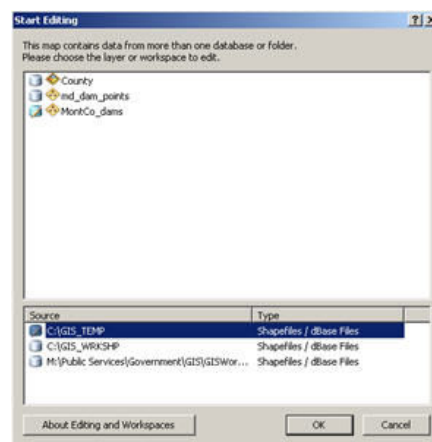 Start Editing
This map contains data from more than one database or folder.
Please choose the layer or workspace to edit.
County
md_dam_points
MontCo_dams
Source Type
C:\GIS_TEMP Shapefiles / dBase Files
C:\GIS_WRKSHP Shapefiles / dBase Files
M:\Public Services\Government\GIS\GISWor... Shapefiles / dBase Files
About Editing and Workspaces OK Cancel